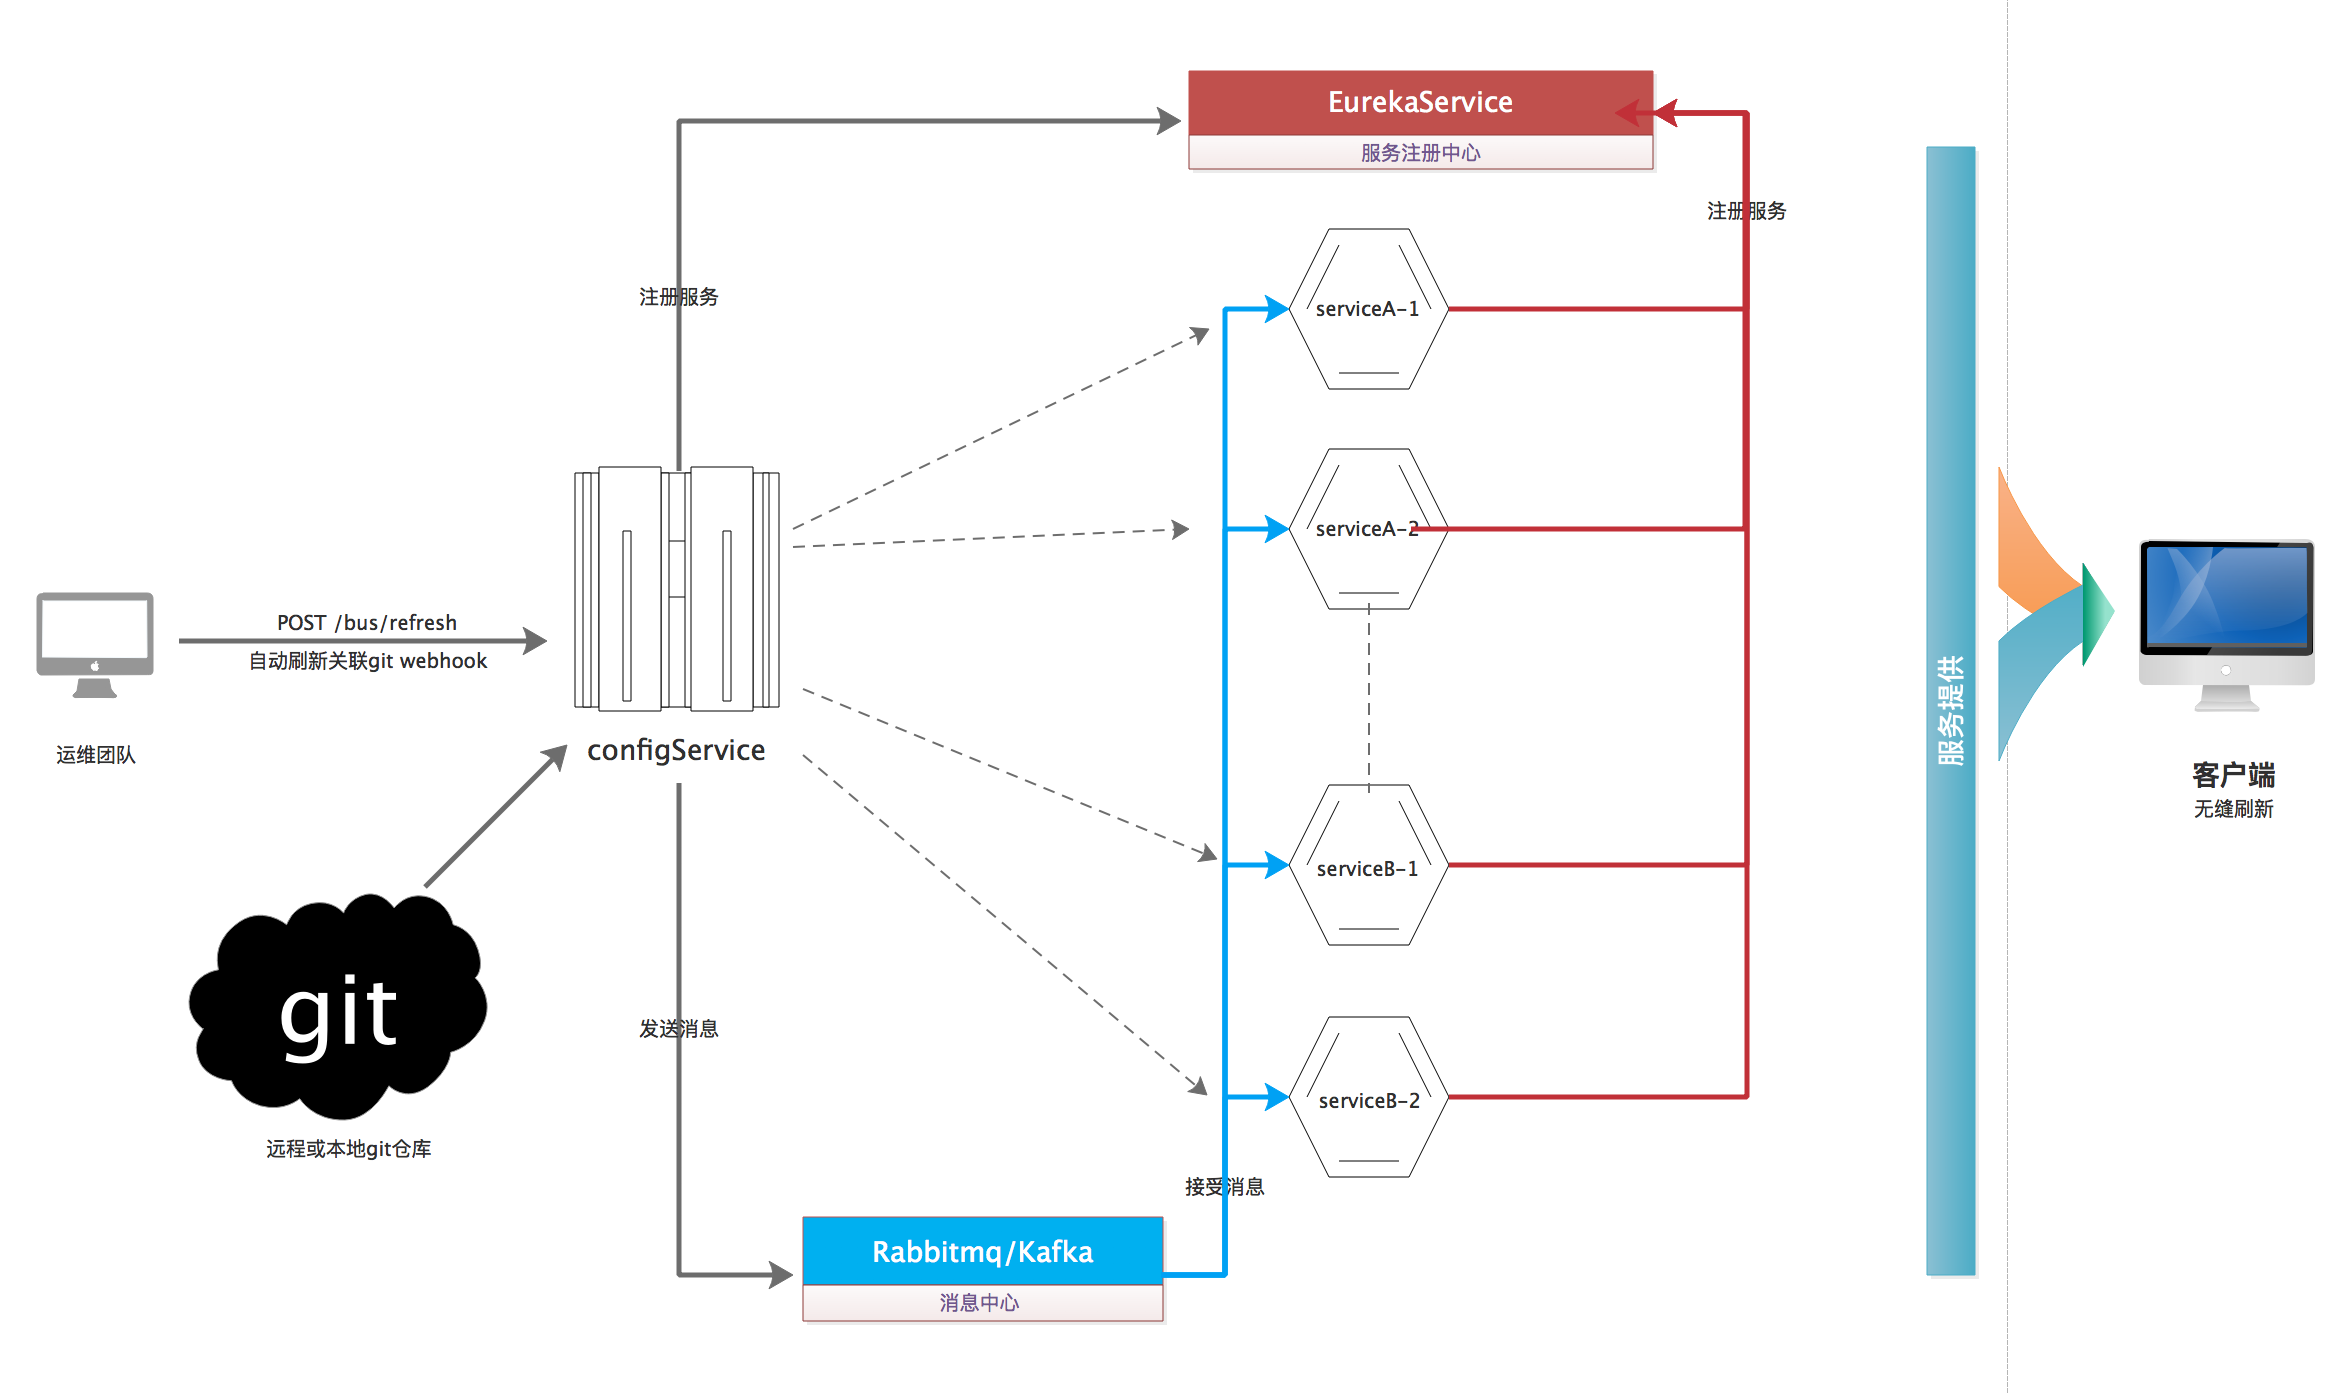 EurekaService
服务注册中心
注册服务
注册服务
serviceA-1
serviceA-2
POST /bus/refresh
自动刷新关联git webhook
运维团队
configService
服务提供
客户端
无缝刷新
serviceB-1
git
发送消息
serviceB-2
远程或本地git仓库
接受消息
Rabbitmq/Kafka
消息中心